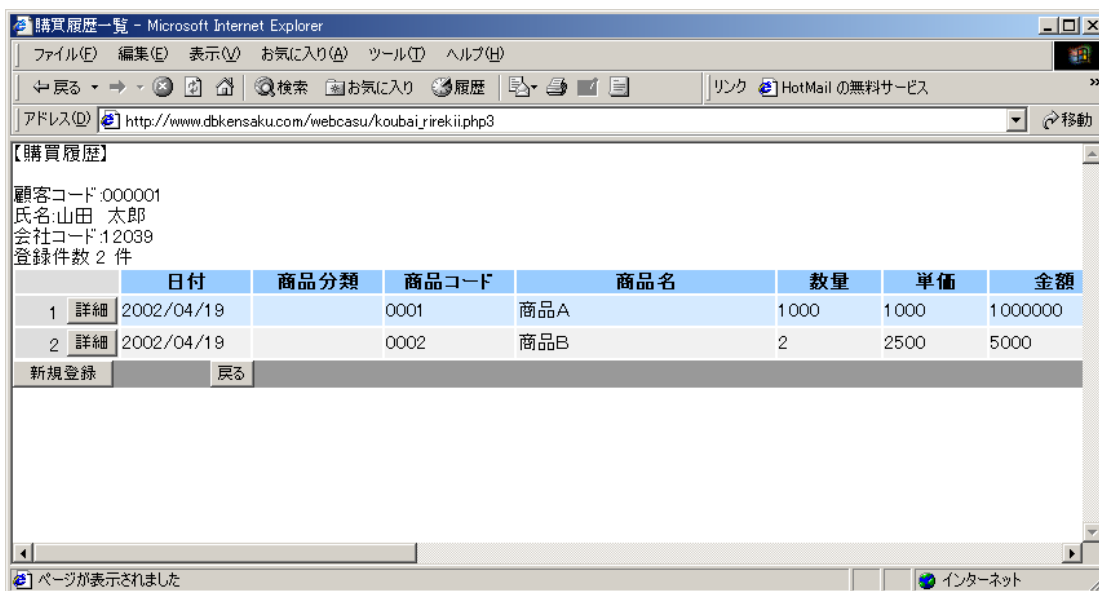 購買履歴一覧 - Microsoft Internet Explorer
ファイル(F) 編集(E) 表示(V) お気に入り(A) ツール(T) ヘルプ(H)
戻る 検索 お気に入り 履歴 リンク HotMail の無料サービス »
アドレス(D) http://www.dbkensaku.com/webcasu/koubai_rirekii.php3 移動
【購買履歴】
顧客コード:000001
氏名:山田 太郎
会社コード:12039
登録件数 2 件
日付 商品分類 商品コード 商品名 数量 単価 金額
1 詳細 2002/04/19 0001 商品A 1000 1000 1000000
2 詳細 2002/04/19 0002 商品B 2 2500 5000
新規登録 戻る
ページが表示されました インターネット